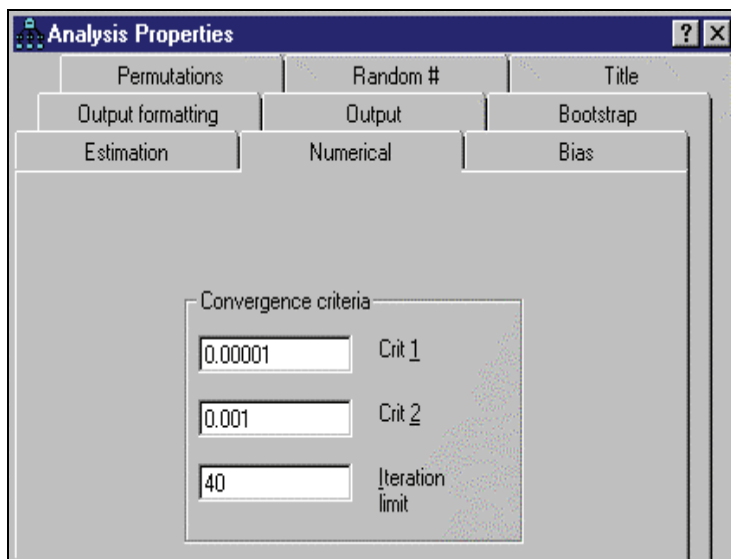 Analysis Properties
Permutations Random # Title
Output formatting Output Bootstrap
Estimation Numerical Bias
Convergence criteria
0.00001 Crit 1
0.001 Crit 2
40 Iteration
limit